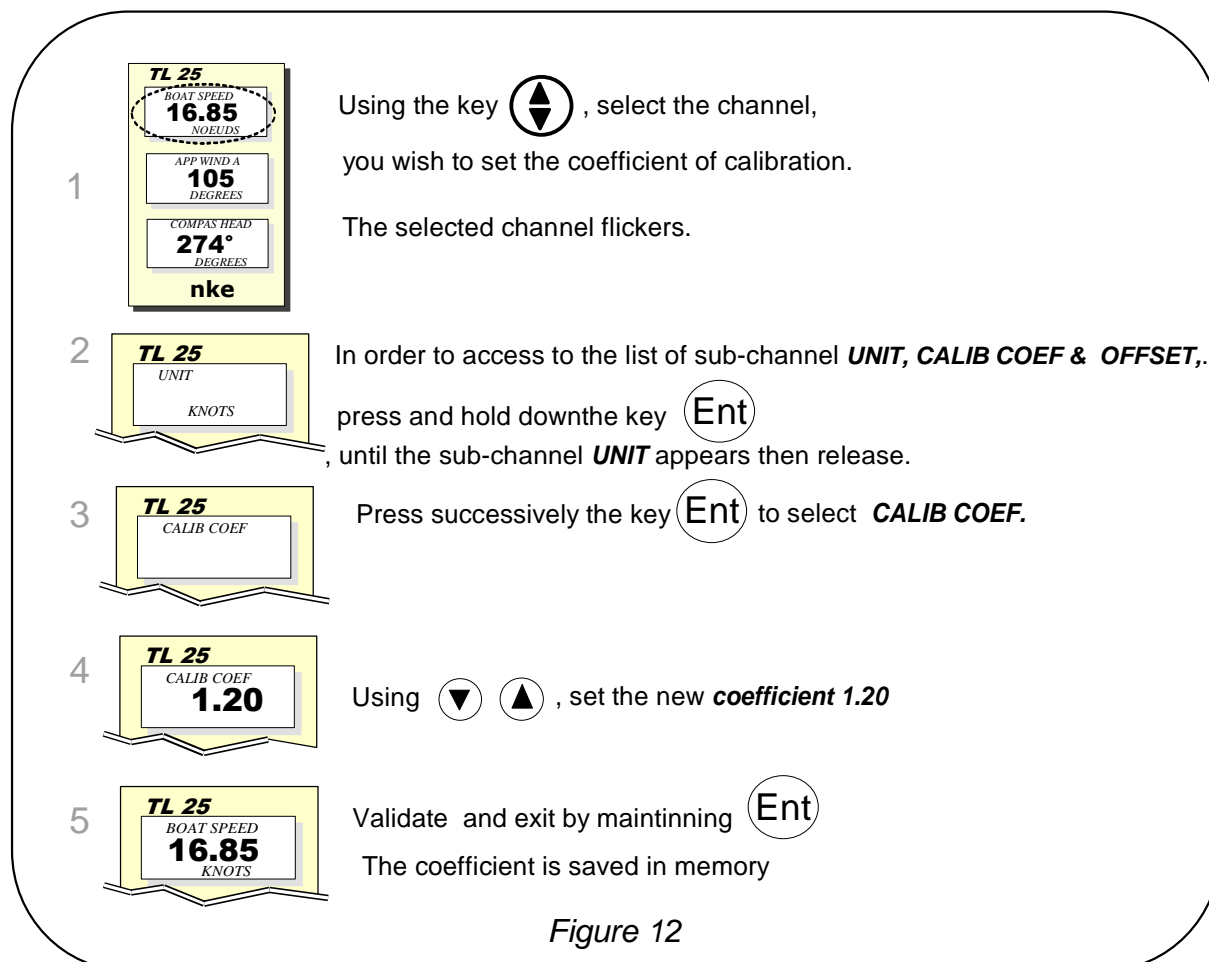 1
TL 25
BOAT SPEED
16.85
NOEUDS
APP WIND A
105
DEGREES
COMPAS HEAD
274°
DEGREES
nke
Using the key , select the channel,
you wish to set the coefficient of calibration.
The selected channel flickers.
2
TL 25
UNIT
KNOTS
In order to access to the list of sub-channel UNIT, CALIB COEF & OFFSET,.
press and hold downthe key Ent
, until the sub-channel UNIT appears then release.
3
TL 25
CALIB COEF
Press successively the key Ent to select CALIB COEF.
4
TL 25
CALIB COEF
1.20
Using , set the new coefficient 1.20
5
TL 25
BOAT SPEED
16.85
KNOTS
Validate and exit by maintinning Ent
The coefficient is saved in memory
Figure 12